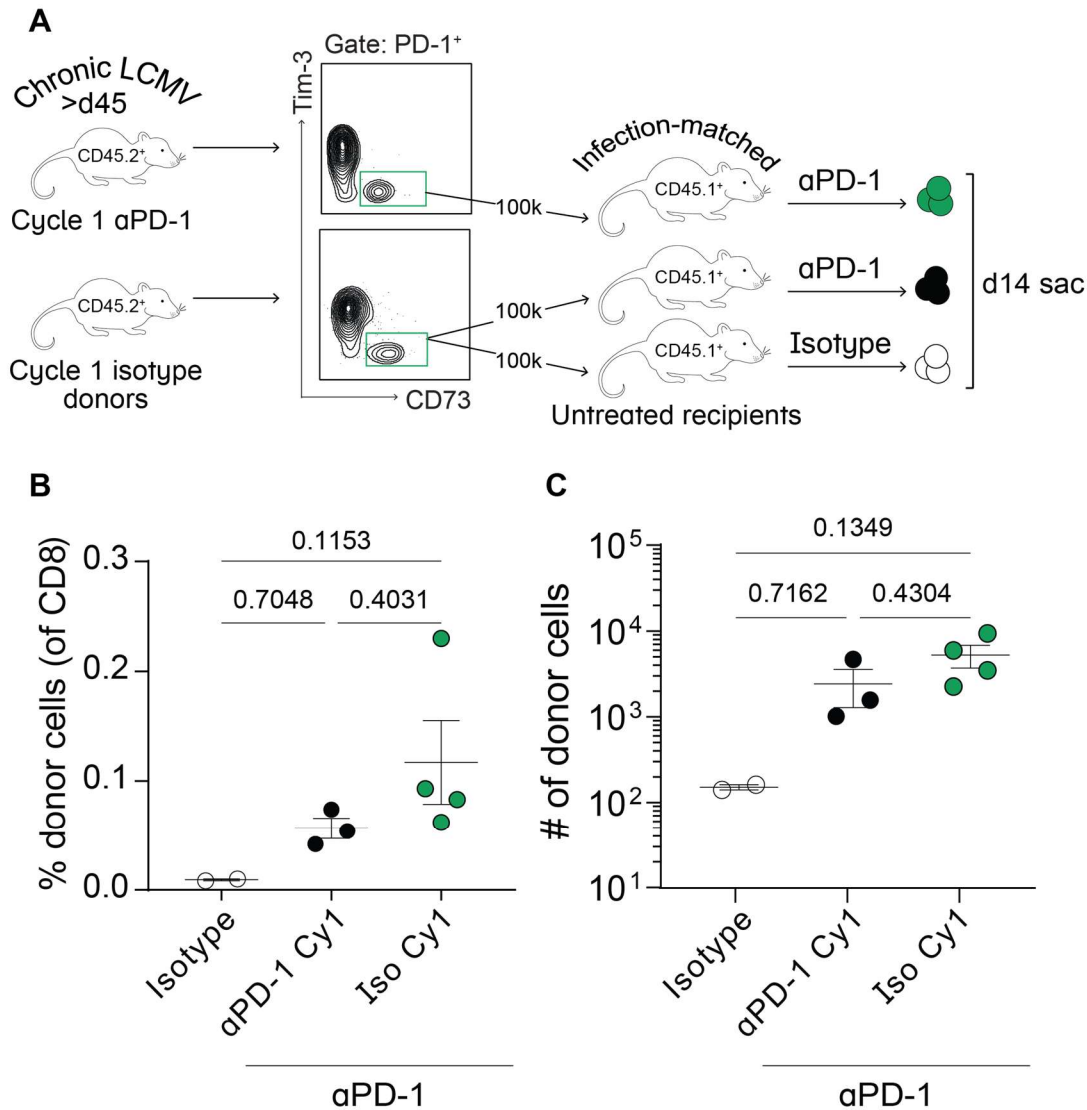 A
Chronic LCMV
>d45
CD45.2+
Cycle 1 αPD-1
CD45.2+
Cycle 1 isotype
donors
Gate: PD-1+
Tim-3
CD73
100k
100k
100k
Infection-matched
CD45.1+
CD45.1+
CD45.1+
Untreated recipients
αPD-1
αPD-1
Isotype
d14 sac
B
% donor cells (of CD8)
0.3
0.2
0.1
0.0
0.1153
0.7048
0.4031
Isotype
αPD-1 Cy1
Iso Cy1
αPD-1
C
# of donor cells
10^5
10^4
10^3
10^2
10^1
0.1349
0.7162
0.4304
Isotype
αPD-1 Cy1
Iso Cy1
αPD-1